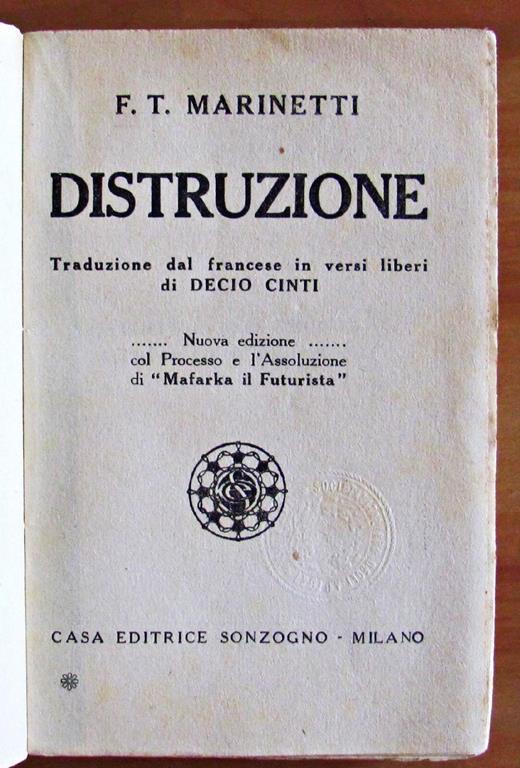 F. T. MARINETTI
DISTRUZIONE
Traduzione dal francese in versi liberi
di DECIO CINTI
....... Nuova edizione .......
col Processo e l'Assoluzione
di "Mafarka il Futurista"
CASA EDITRICE SONZOGNO - MILANO